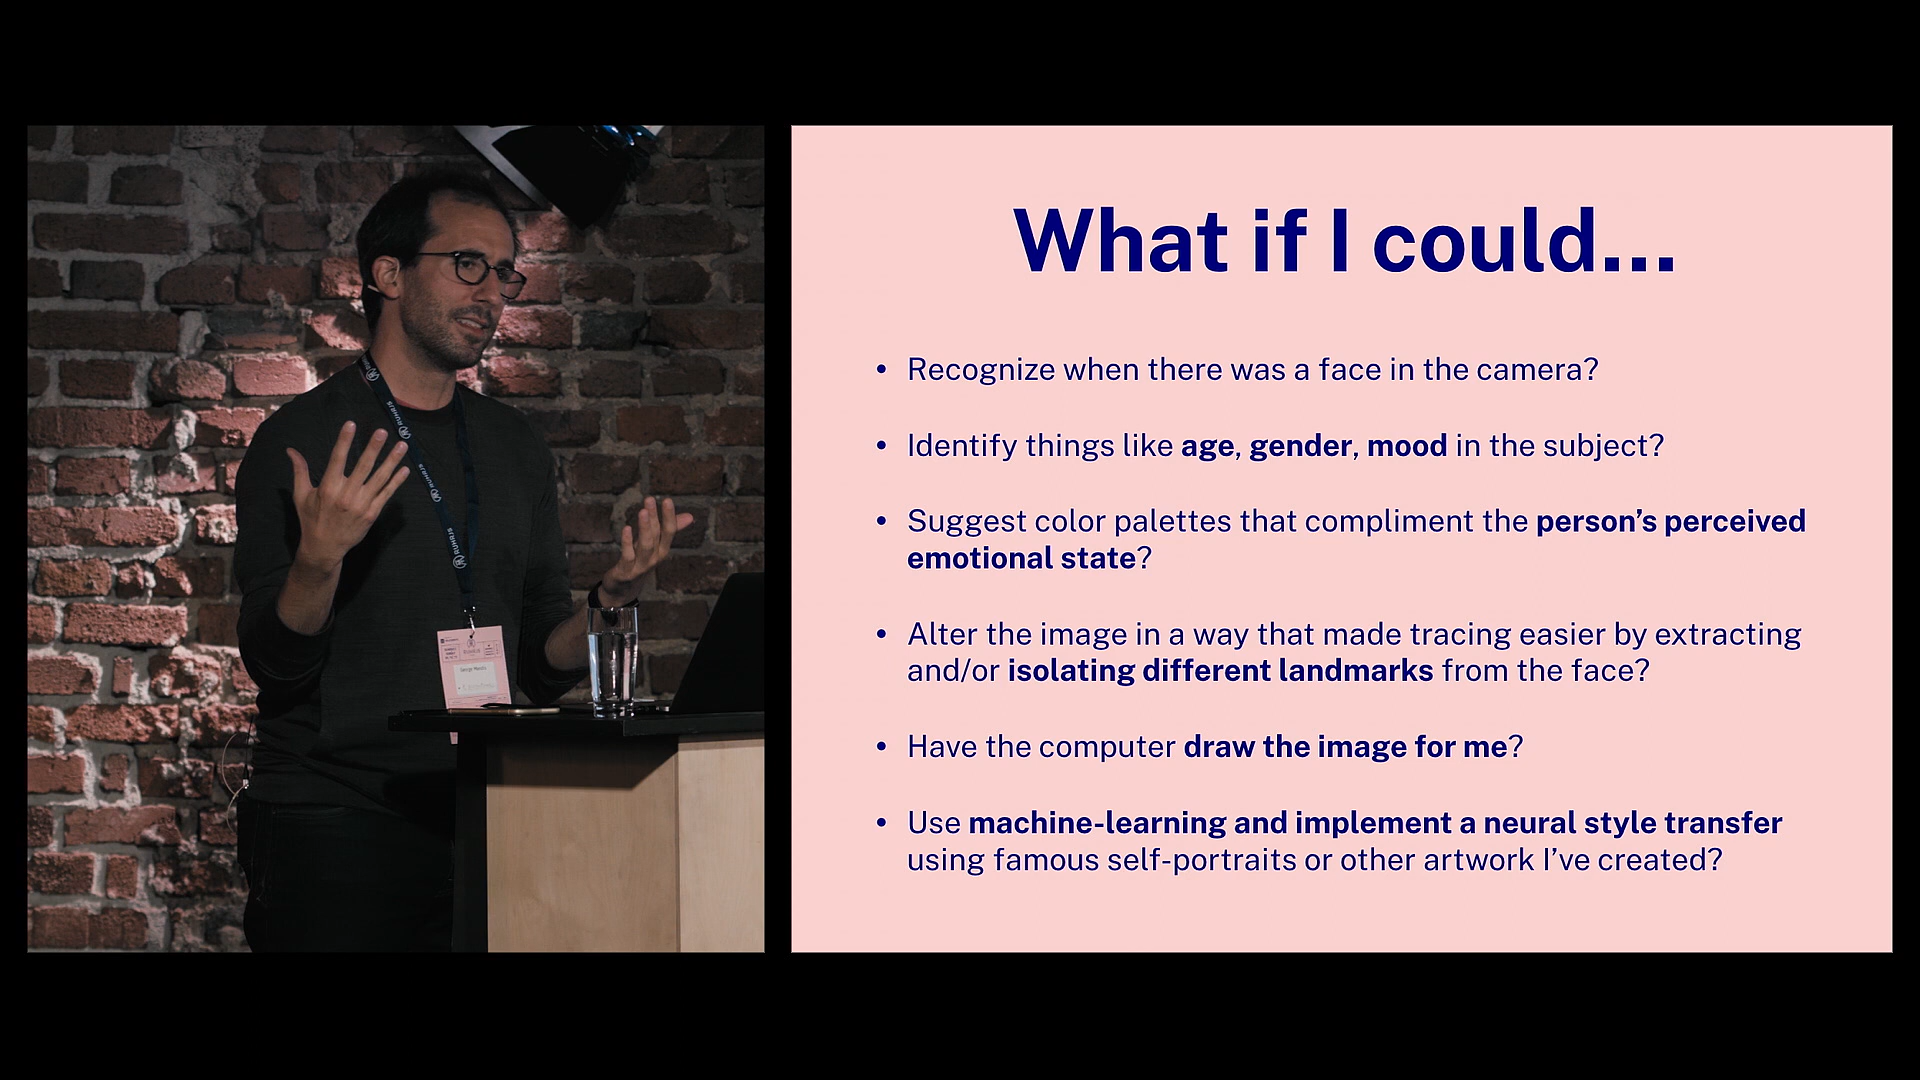 What if I could...
• Recognize when there was a face in the camera?
• Identify things like age, gender, mood in the subject?
• Suggest color palettes that compliment the person’s perceived
emotional state?
• Alter the image in a way that made tracing easier by extracting
and/or isolating different landmarks from the face?
• Have the computer draw the image for me?
• Use machine-learning and implement a neural style transfer
using famous self-portraits or other artwork I’ve created?
RUHRJS
RUHRJS
RUHRJS